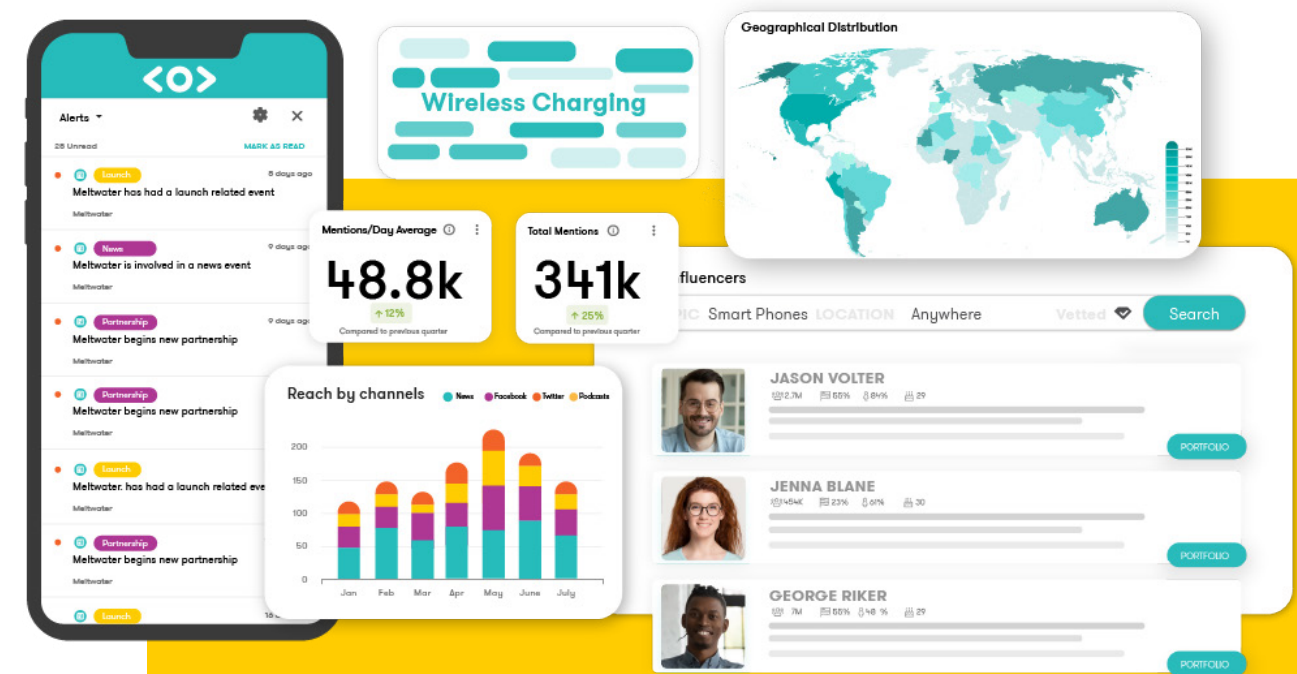 <O>
Alerts
28 Unread
MARK AS READ
Launch
8 days ago
Meltwater has had a launch related event
Meltwater
News
9 days ago
Meltwater is involved in a news event
Meltwater
Partnership
9 days ago
Meltwater begins new partnership
Meltwater
Partnership
Meltwater begins new partnership
Meltwater
Launch
Meltwater. has had a launch related eve
Meltwater
Partnership
Meltwater begins new partnership
Meltwater
Launch
Wireless Charging
Geographical Distribution
Mentions/Day Average
48.8k
↑ 12%
Compared to previous quarter
Total Mentions
341k
↑ 25%
Compared to previous quarter
Reach by channels
News Facebook Twitter Podcasts
200
150
100
50
0
Jan Feb Mar Apr May June July
fluencers
IC Smart Phones LOCATION Anywhere Vetted Search
JASON VOLTER
2.7M 55% 84% 29
PORTFOLIO
JENNA BLANE
454K 23% 61% 30
PORTFOLIO
GEORGE RIKER
7M 55% 48 % 29
PORTFOLIO